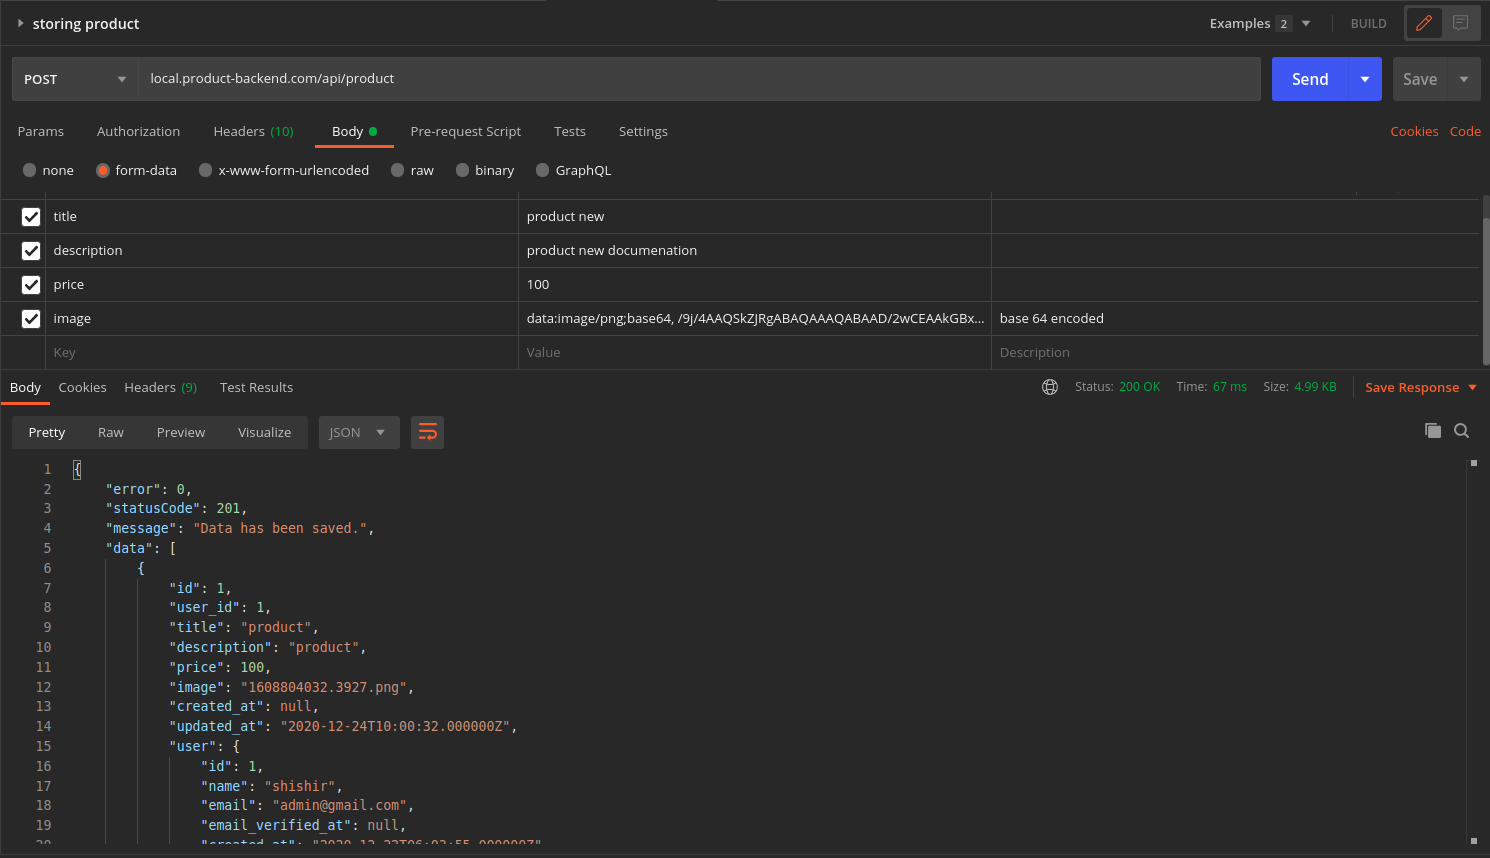 storing product
Examples 2 BUILD
POST local.product-backend.com/api/product Send Save
Params Authorization Headers (10) Body Pre-request Script Tests Settings Cookies Code
none form-data x-www-form-urlencoded raw binary GraphQL
title product new
description product new documenation
price 100
image data:image/png;base64, /9j/4AAQSkZJRgABAQAAAQABAAD/2wCEAAkGBx... base 64 encoded
Key Value Description
Body Cookies Headers (9) Test Results Status: 200 OK Time: 67 ms Size: 4.99 KB Save Response
Pretty Raw Preview Visualize JSON
1 {
2 "error": 0,
3 "statusCode": 201,
4 "message": "Data has been saved.",
5 "data": [
6 {
7 "id": 1,
8 "user_id": 1,
9 "title": "product",
10 "description": "product",
11 "price": 100,
12 "image": "1608804032.3927.png",
13 "created_at": null,
14 "updated_at": "2020-12-24T10:00:32.000000Z",
15 "user": {
16 "id": 1,
17 "name": "shishir",
18 "email": "admin@gmail.com",
19 "email_verified_at": null,
20 "created_at":